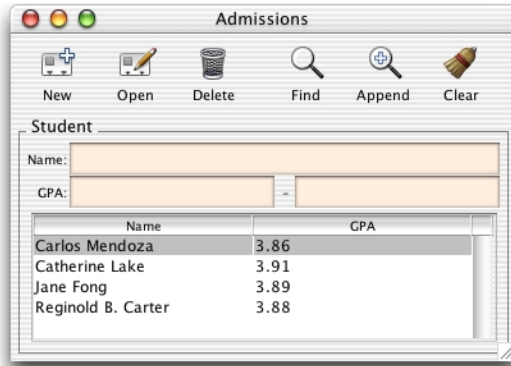 Admissions
New Open Delete Find Append Clear
Student
Name:
GPA: -
Name GPA
Carlos Mendoza 3.86
Catherine Lake 3.91
Jane Fong 3.89
Reginold B. Carter 3.88